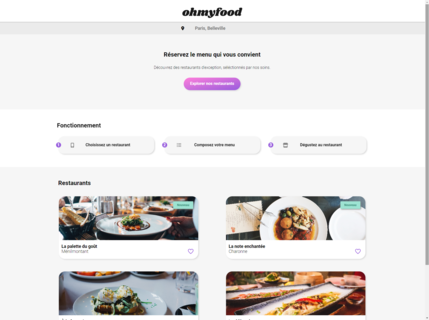 ohmyfood
Paris, Belleville
Réservez le menu qui vous convient
Découvrez des restaurants d'exception, sélectionnés par nos soins.
Explorer nos restaurants
Fonctionnement
1 Choisissez un restaurant
2 Composez votre menu
3 Dégustez au restaurant
Restaurants
Nouveau
Nouveau
La palette du goût
Ménilmontant
La note enchantée
Charonne